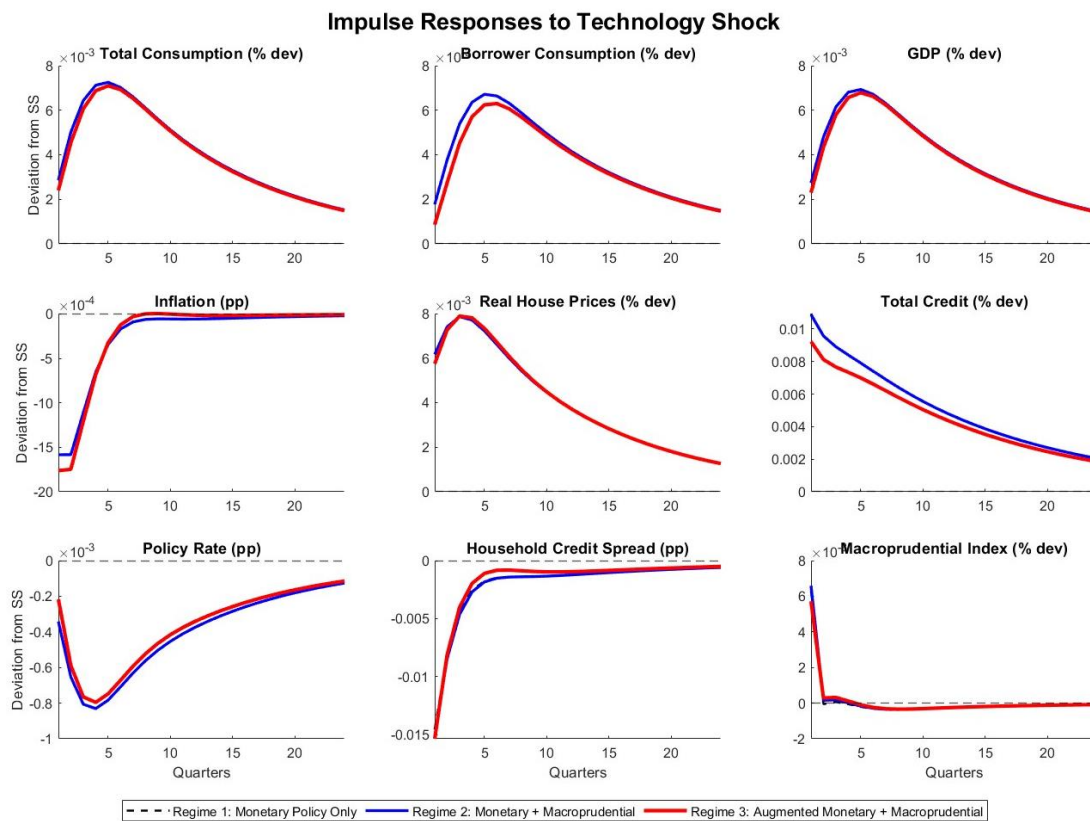 Impulse Responses to Technology Shock
×10-3 Total Consumption (% dev)
8
6
4
2
0
Deviation from SS
5 10 15 20
×10 Borrower Consumption (% dev)
8
6
4
2
0
5 10 15 20
×10-3 GDP (% dev)
8
6
4
2
0
5 10 15 20
×10-4 Inflation (pp)
0
-5
-10
-15
-20
Deviation from SS
5 10 15 20
×10-3 Real House Prices (% dev)
8
6
4
2
0
5 10 15 20
Total Credit (% dev)
0.01
0.008
0.006
0.004
0.002
0
5 10 15 20
×10-3 Policy Rate (pp)
0
-0.2
-0.4
-0.6
-0.8
-1
Deviation from SS
5 10 15 20
Quarters
Household Credit Spread (pp)
0
-0.005
-0.01
-0.015
5 10 15 20
Quarters
×10 Macroprudential Index (% dev)
8
6
4
2
0
-2
5 10 15 20
Quarters
Regime 1: Monetary Policy Only Regime 2: Monetary + Macroprudential Regime 3: Augmented Monetary + Macroprudential